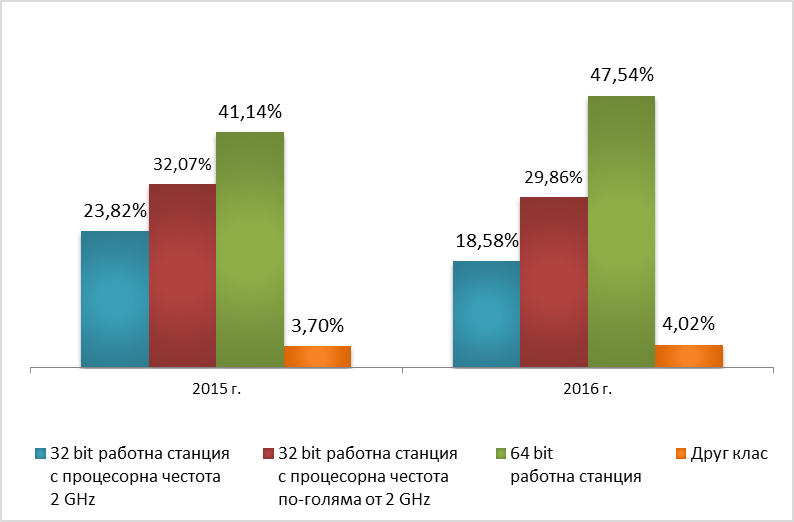 47,54%
41,14%
32,07%
29,86%
23,82%
18,58%
3,70%
4,02%
2015 г.
2016 г.
32 bit работна станция
с процесорна честота
2 GHz
32 bit работна станция
с процесорна честота
по-голяма от 2 GHz
64 bit
работна станция
Друг клас